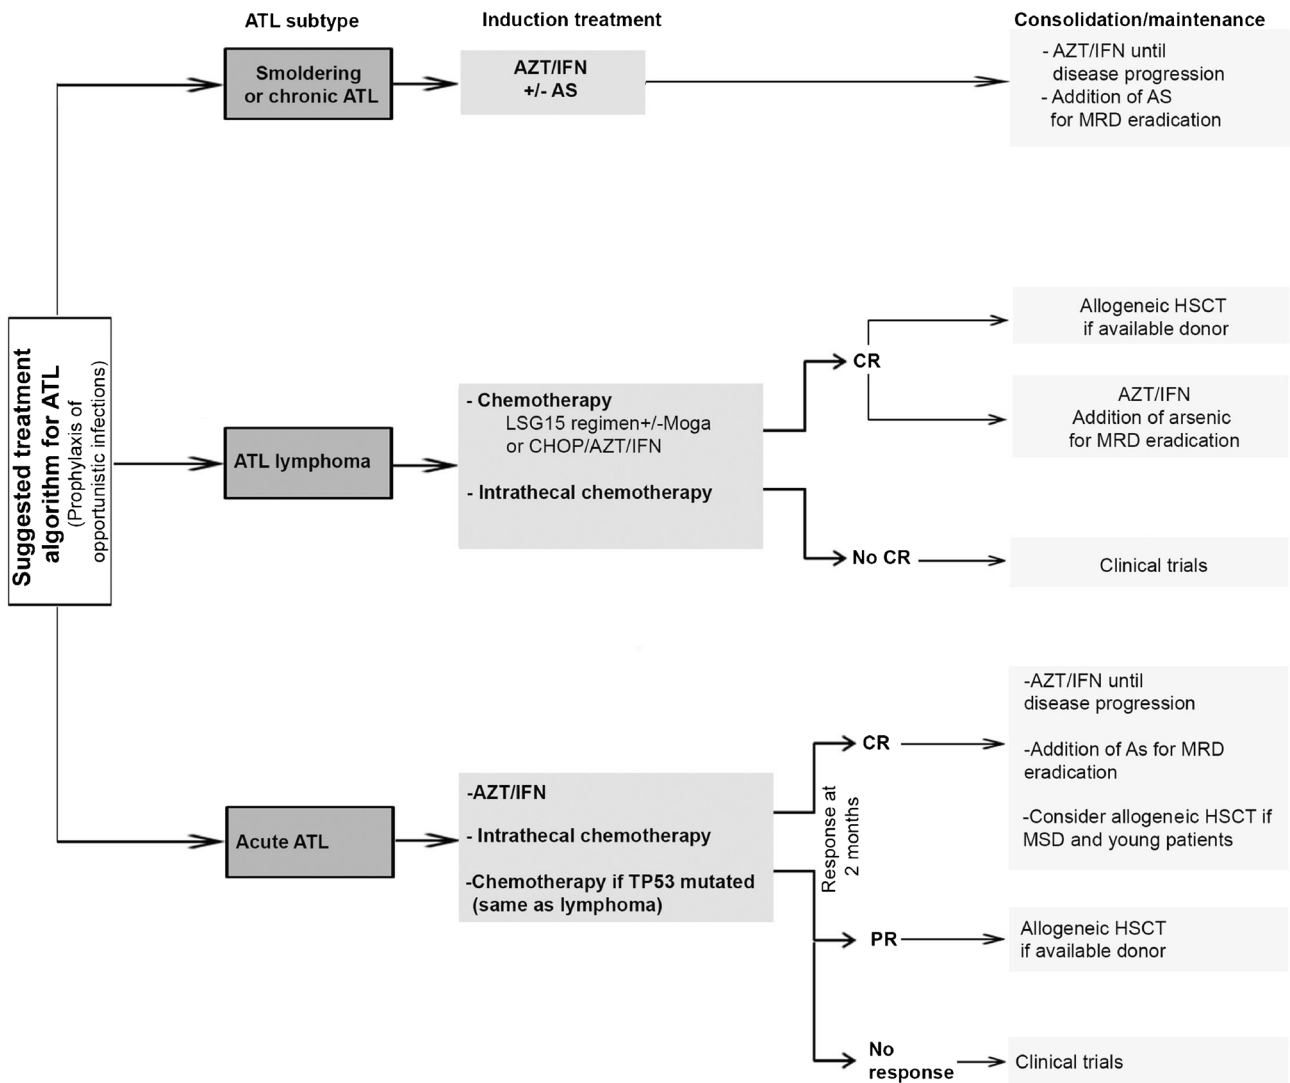 ATL subtype
Induction treatment
Consolidation/maintenance
Suggested treatment
algorithm for ATL
(Prophylaxis of
opportunistic infections)
Smoldering
or chronic ATL
AZT/IFN
+/- AS
- AZT/IFN until
disease progression
- Addition of AS
for MRD eradication
ATL lymphoma
- Chemotherapy
LSG15 regimen+/-Moga
or CHOP/AZT/IFN
- Intrathecal chemotherapy
CR
Allogeneic HSCT
if available donor
AZT/IFN
Addition of arsenic
for MRD eradication
No CR
Clinical trials
Acute ATL
-AZT/IFN
- Intrathecal chemotherapy
-Chemotherapy if TP53 mutated
(same as lymphoma)
Response at
2 months
CR
-AZT/IFN until
disease progression
-Addition of As for MRD
eradication
-Consider allogeneic HSCT if
MSD and young patients
PR
Allogeneic HSCT
if available donor
No
response
Clinical trials